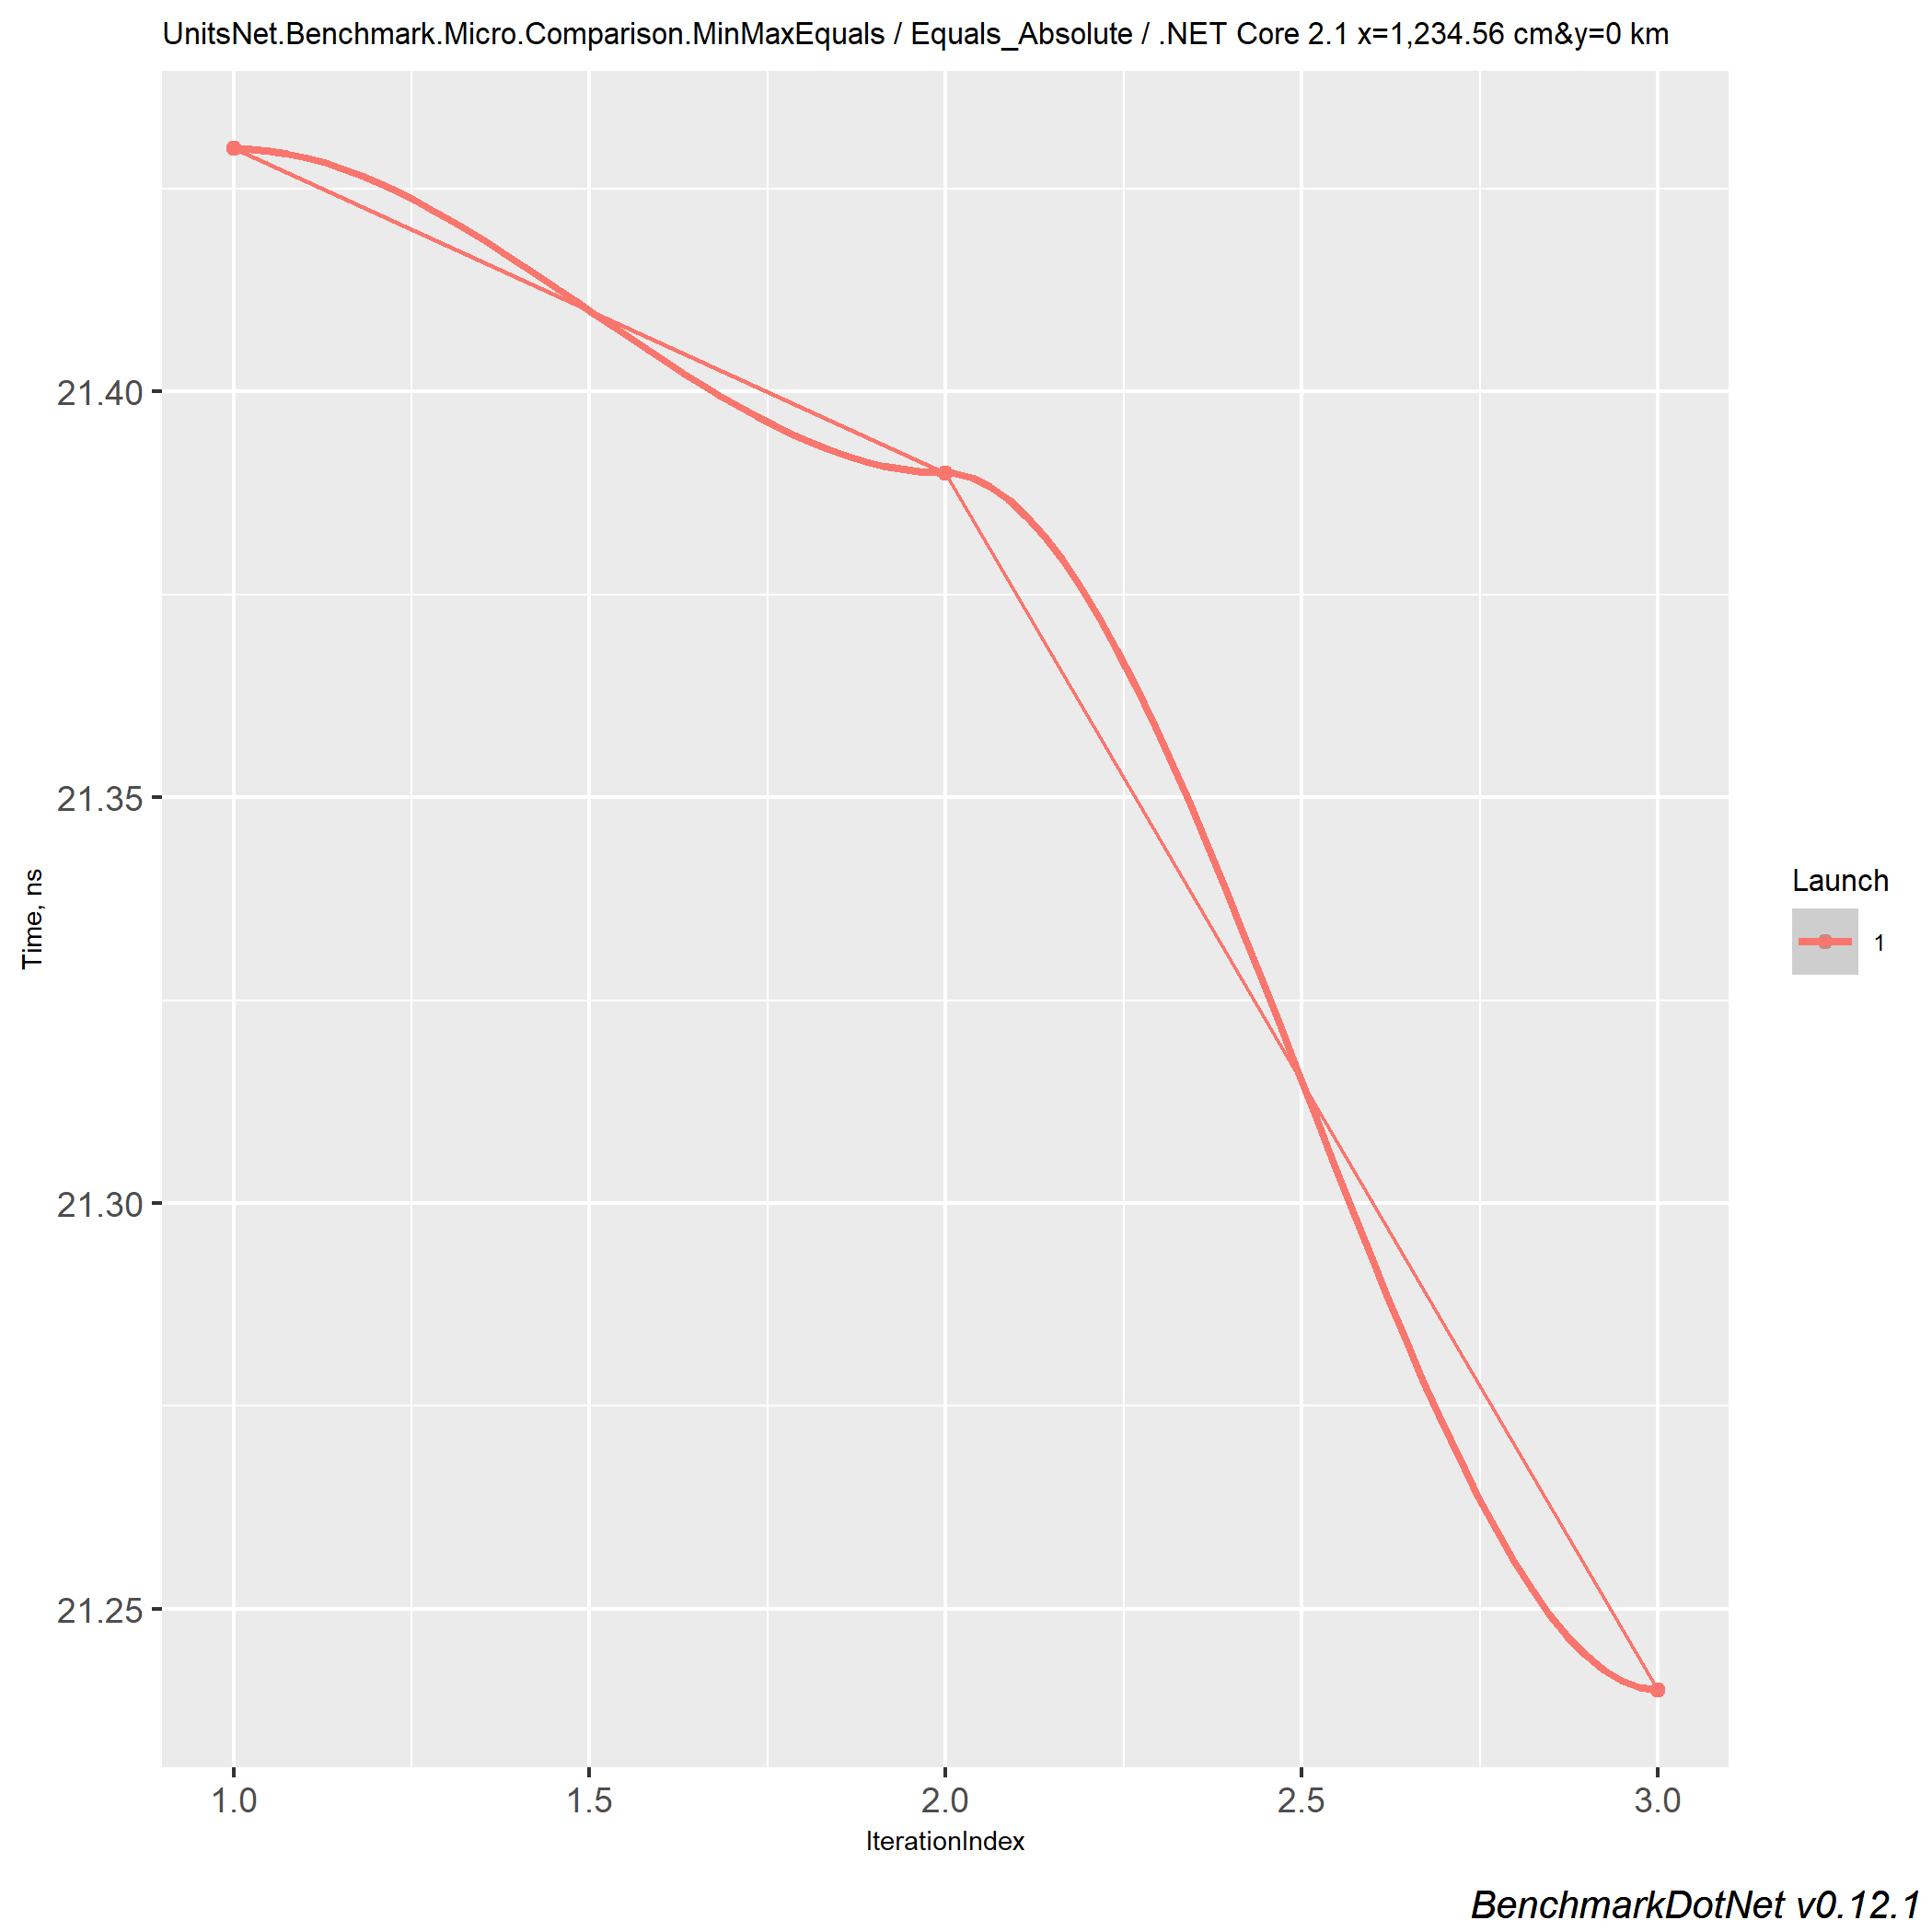 UnitsNet.Benchmark.Micro.Comparison.MinMaxEquals / Equals_Absolute / .NET Core 2.1 x=1,234.56 cm&y=0 km
21.40
21.35
21.30
21.25
Time, ns
1.0 1.5 2.0 2.5 3.0
IterationIndex
Launch
1
BenchmarkDotNet v0.12.1